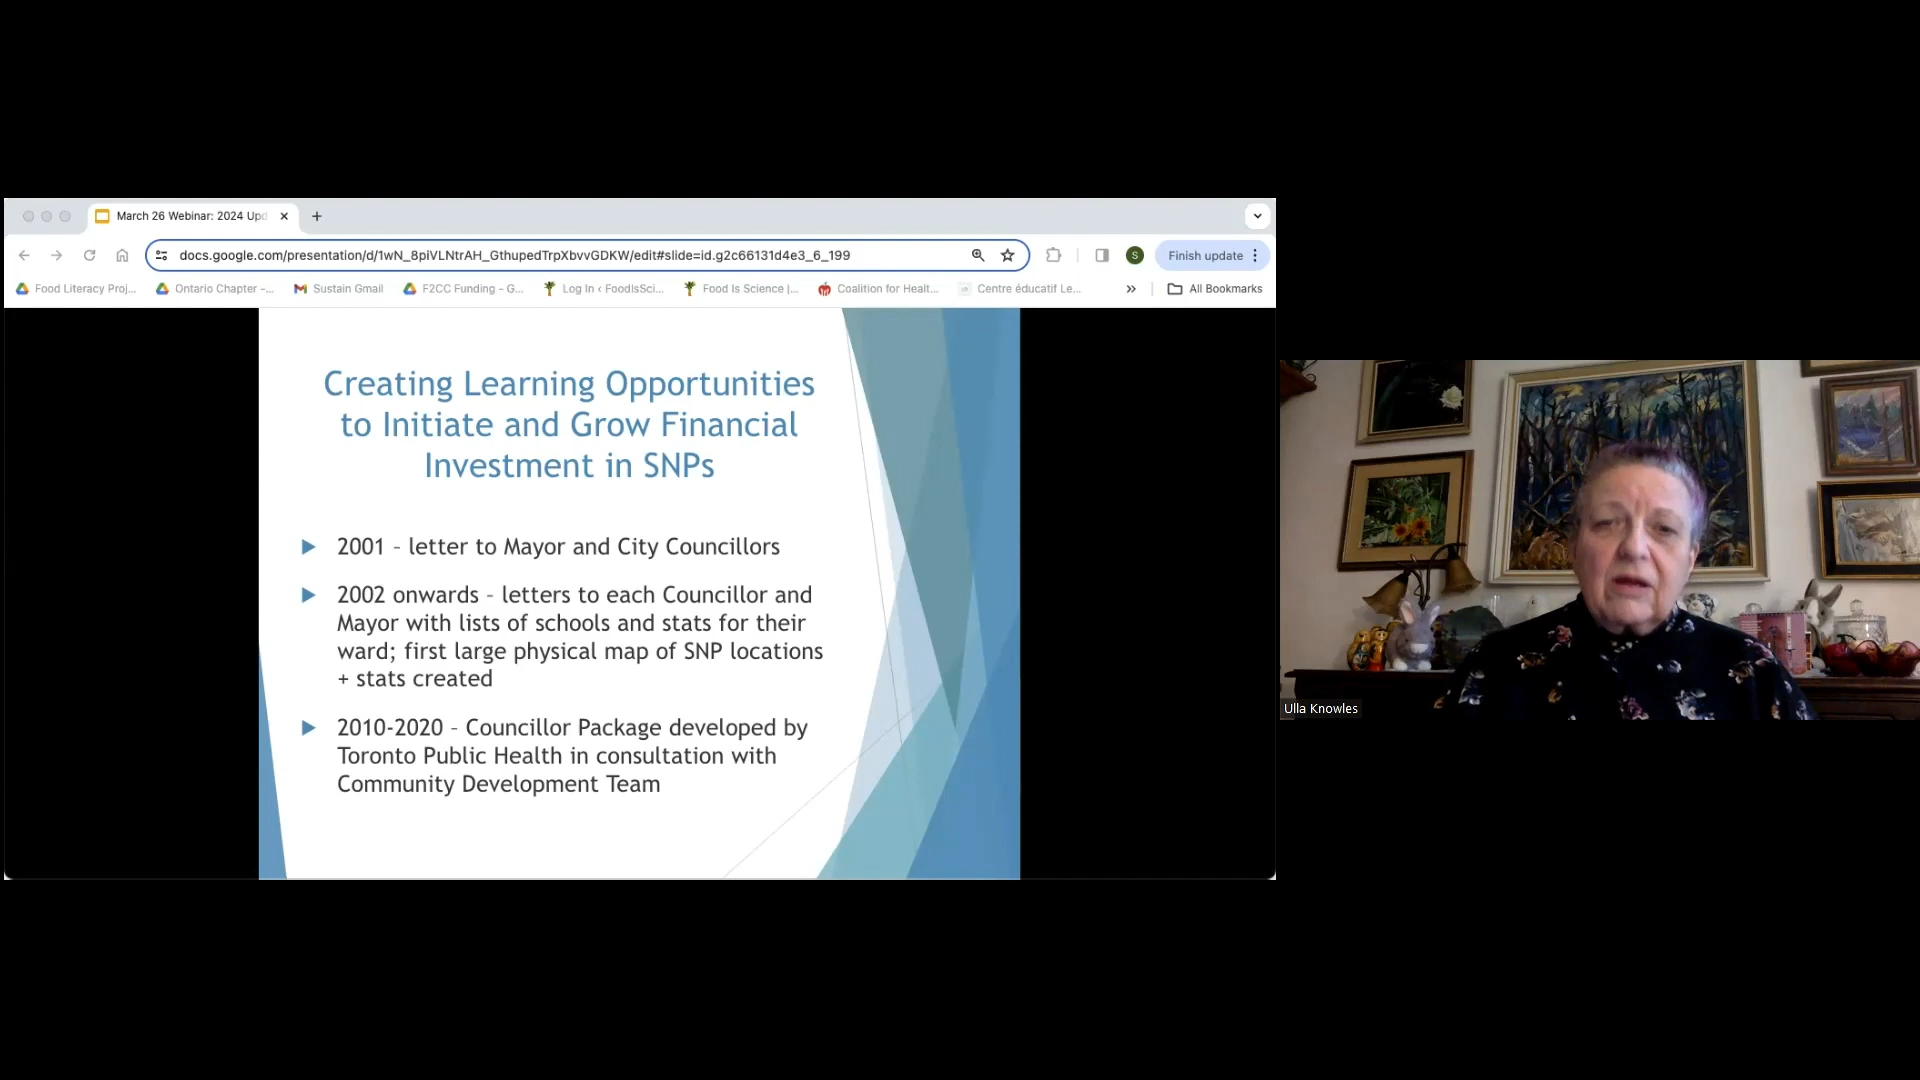 March 26 Webinar: 2024 Upd
docs.google.com/presentation/d/1wN_8piVLNtrAH_GthupedTrpXbvvGDKW/edit#slide=id.g2c66131d4e3_6_199
S
Finish update
Food Literacy Proj...
Ontario Chapter –...
Sustain Gmail
F2CC Funding - G...
Log In ‹ FoodIsSci...
Food Is Science |...
Coalition for Healt...
Centre éducatif Le...
All Bookmarks
Creating Learning Opportunities
to Initiate and Grow Financial
Investment in SNPs
2001 – letter to Mayor and City Councillors
2002 onwards – letters to each Councillor and
Mayor with lists of schools and stats for their
ward; first large physical map of SNP locations
+ stats created
2010-2020 – Councillor Package developed by
Toronto Public Health in consultation with
Community Development Team
Ulla Knowles